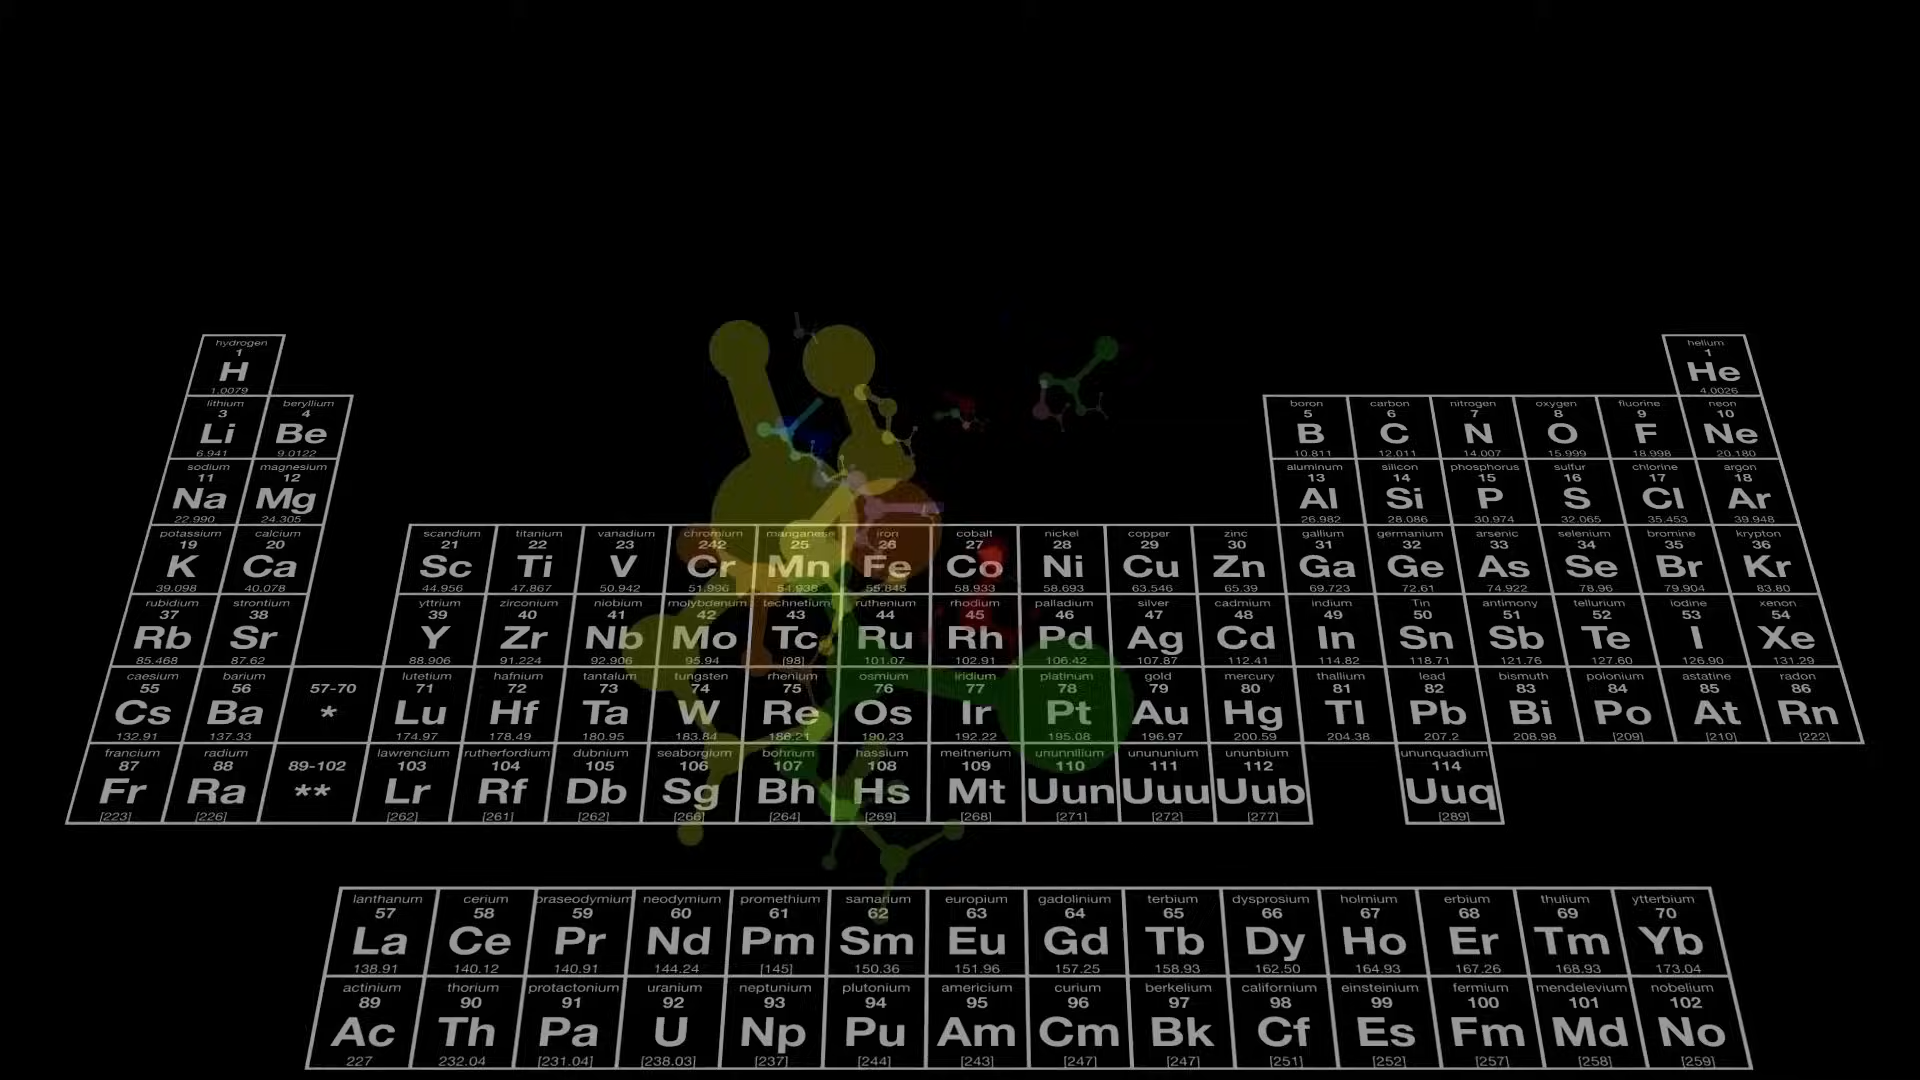 hydrogen helium
1 1
H He
1.0079 4.0026
lithium beryllium boron carbon nitrogen oxygen fluorine neon
3 4 5 6 7 8 9 10
Li Be B C N O F Ne
6.941 9.0122 10.811 12.011 14.007 15.999 18.998 20.180
sodium magnesium aluminum silicon phosphorus sulfur chlorine argon
11 12 13 14 15 16 17 18
Na Mg Al Si P S Cl Ar
22.990 24.305 26.982 28.086 30.974 32.065 35.453 39.948
potassium calcium scandium titanium vanadium chromium manganese iron cobalt nickel copper zinc gallium germanium arsenic selenium bromine krypton
19 20 21 22 23 242 25 26 27 28 29 30 31 32 33 34 35 36
K Ca Sc Ti V Cr Mn Fe Co Ni Cu Zn Ga Ge As Se Br Kr
39.098 40.078 44.956 47.867 50.942 51.996 54.938 55.845 58.933 58.693 63.546 65.39 69.723 72.61 74.922 78.96 79.904 83.80
rubidium strontium yttrium zirconium niobium molybdenum technetium ruthenium rhodium palladium silver cadmium indium Tin antimony tellurium iodine xenon
37 38 39 40 41 42 43 44 45 46 47 48 49 50 51 52 53 54
Rb Sr Y Zr Nb Mo Tc Ru Rh Pd Ag Cd In Sn Sb Te I Xe
85.468 87.62 88.906 91.224 92.906 95.94 [98] 101.07 102.91 106.42 107.87 112.41 114.82 118.71 121.76 127.60 126.90 131.29
caesium barium lutetium hafnium tantalum tungsten rhenium osmium iridium platinum gold mercury thallium lead bismuth polonium astatine radon
55 56 57-70 71 72 73 74 75 76 77 78 79 80 81 82 83 84 85 86
Cs Ba * Lu Hf Ta W Re Os Ir Pt Au Hg Tl Pb Bi Po At Rn
132.91 137.33 174.97 178.49 180.95 183.84 186.21 190.23 192.22 195.08 196.97 200.59 204.38 207.2 208.98 [209] [210] [222]
francium radium lawrencium rutherfordium dubnium seaborgium bohrium hassium meitnerium ununnilium unununium ununbium ununquadium
87 88 89-102 103 104 105 106 107 108 109 110 111 112 114
Fr Ra ** Lr Rf Db Sg Bh Hs Mt Uun Uuu Uub Uuq
[223] [226] [262] [261] [262] [266] [264] [269] [268] [271] [272] [277] [289]
lanthanum cerium praseodymium neodymium promethium samarium europium gadolinium terbium dysprosium holmium erbium thulium ytterbium
57 58 59 60 61 62 63 64 65 66 67 68 69 70
La Ce Pr Nd Pm Sm Eu Gd Tb Dy Ho Er Tm Yb
138.91 140.12 140.91 144.24 [145] 150.36 151.96 157.25 158.93 162.50 164.93 167.26 168.93 173.04
actinium thorium protactonium uranium neptunium plutonium americium curium berkelium californium einsteinium fermium mendelevium nobelium
89 90 91 92 93 94 95 96 97 98 99 100 101 102
Ac Th Pa U Np Pu Am Cm Bk Cf Es Fm Md No
227 232.04 [231.04] [238.03] [237] [244] [243] [247] [247] [251] [252] [257] [258] [259]